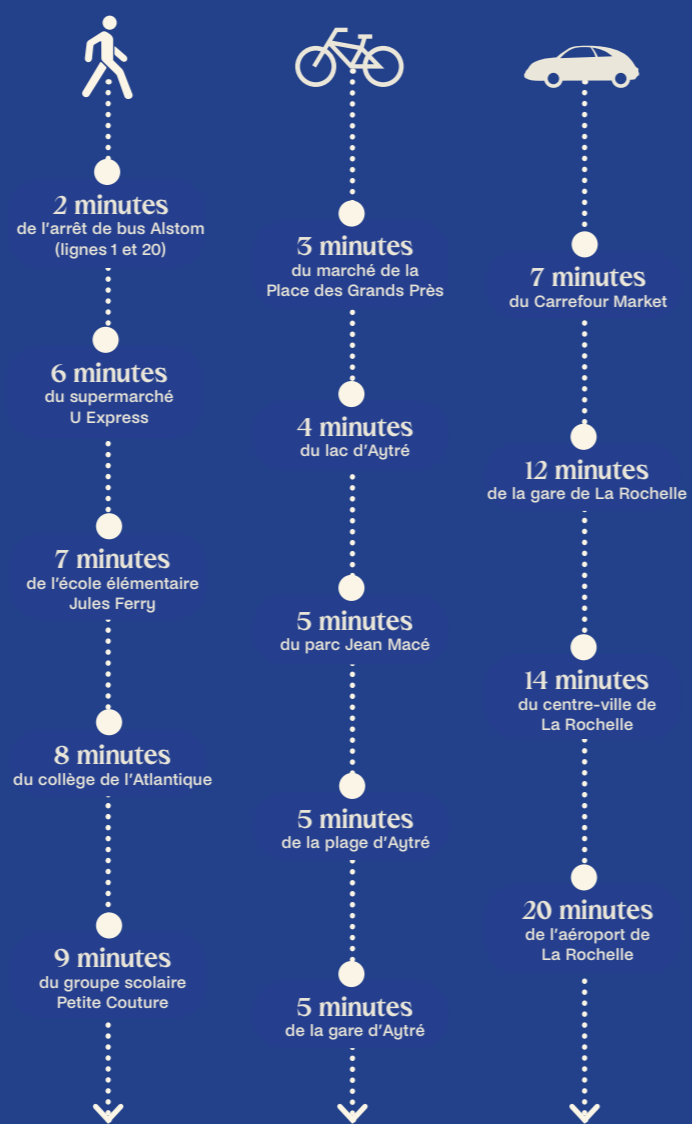 2 minutes
de l'arrêt de bus Alstom
(lignes 1 et 20)
6 minutes
du supermarché
U Express
7 minutes
de l'école élémentaire
Jules Ferry
8 minutes
du collège de l'Atlantique
9 minutes
du groupe scolaire
Petite Couture
3 minutes
du marché de la
Place des Grands Près
4 minutes
du lac d'Aytré
5 minutes
du parc Jean Macé
5 minutes
de la plage d'Aytré
5 minutes
de la gare d'Aytré
7 minutes
du Carrefour Market
12 minutes
de la gare de La Rochelle
14 minutes
du centre-ville de
La Rochelle
20 minutes
de l'aéroport de
La Rochelle